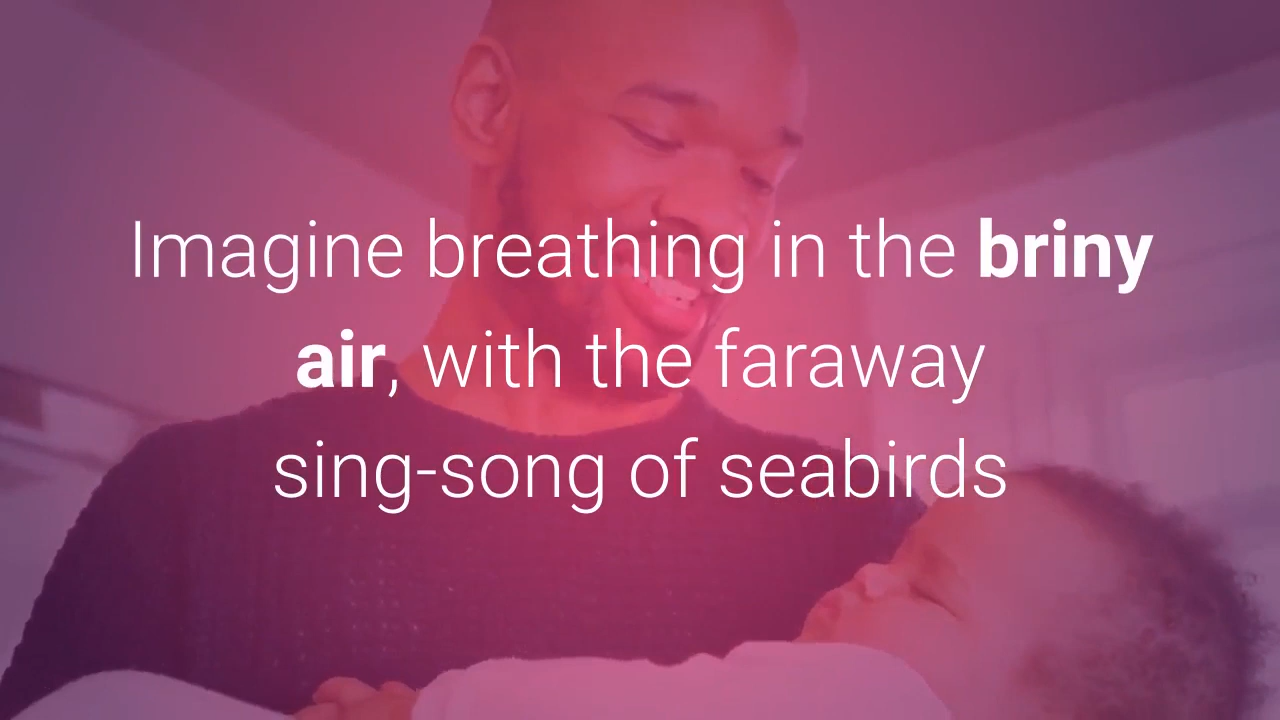 Imagine breathing in the briny
air, with the faraway
sing-song of seabirds